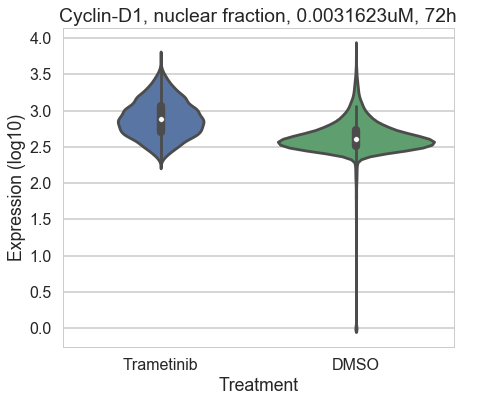 Cyclin-D1, nuclear fraction, 0.0031623uM, 72h
Expression (log10)
4.0
3.5
3.0
2.5
2.0
1.5
1.0
0.5
0.0
Trametinib
DMSO
Treatment